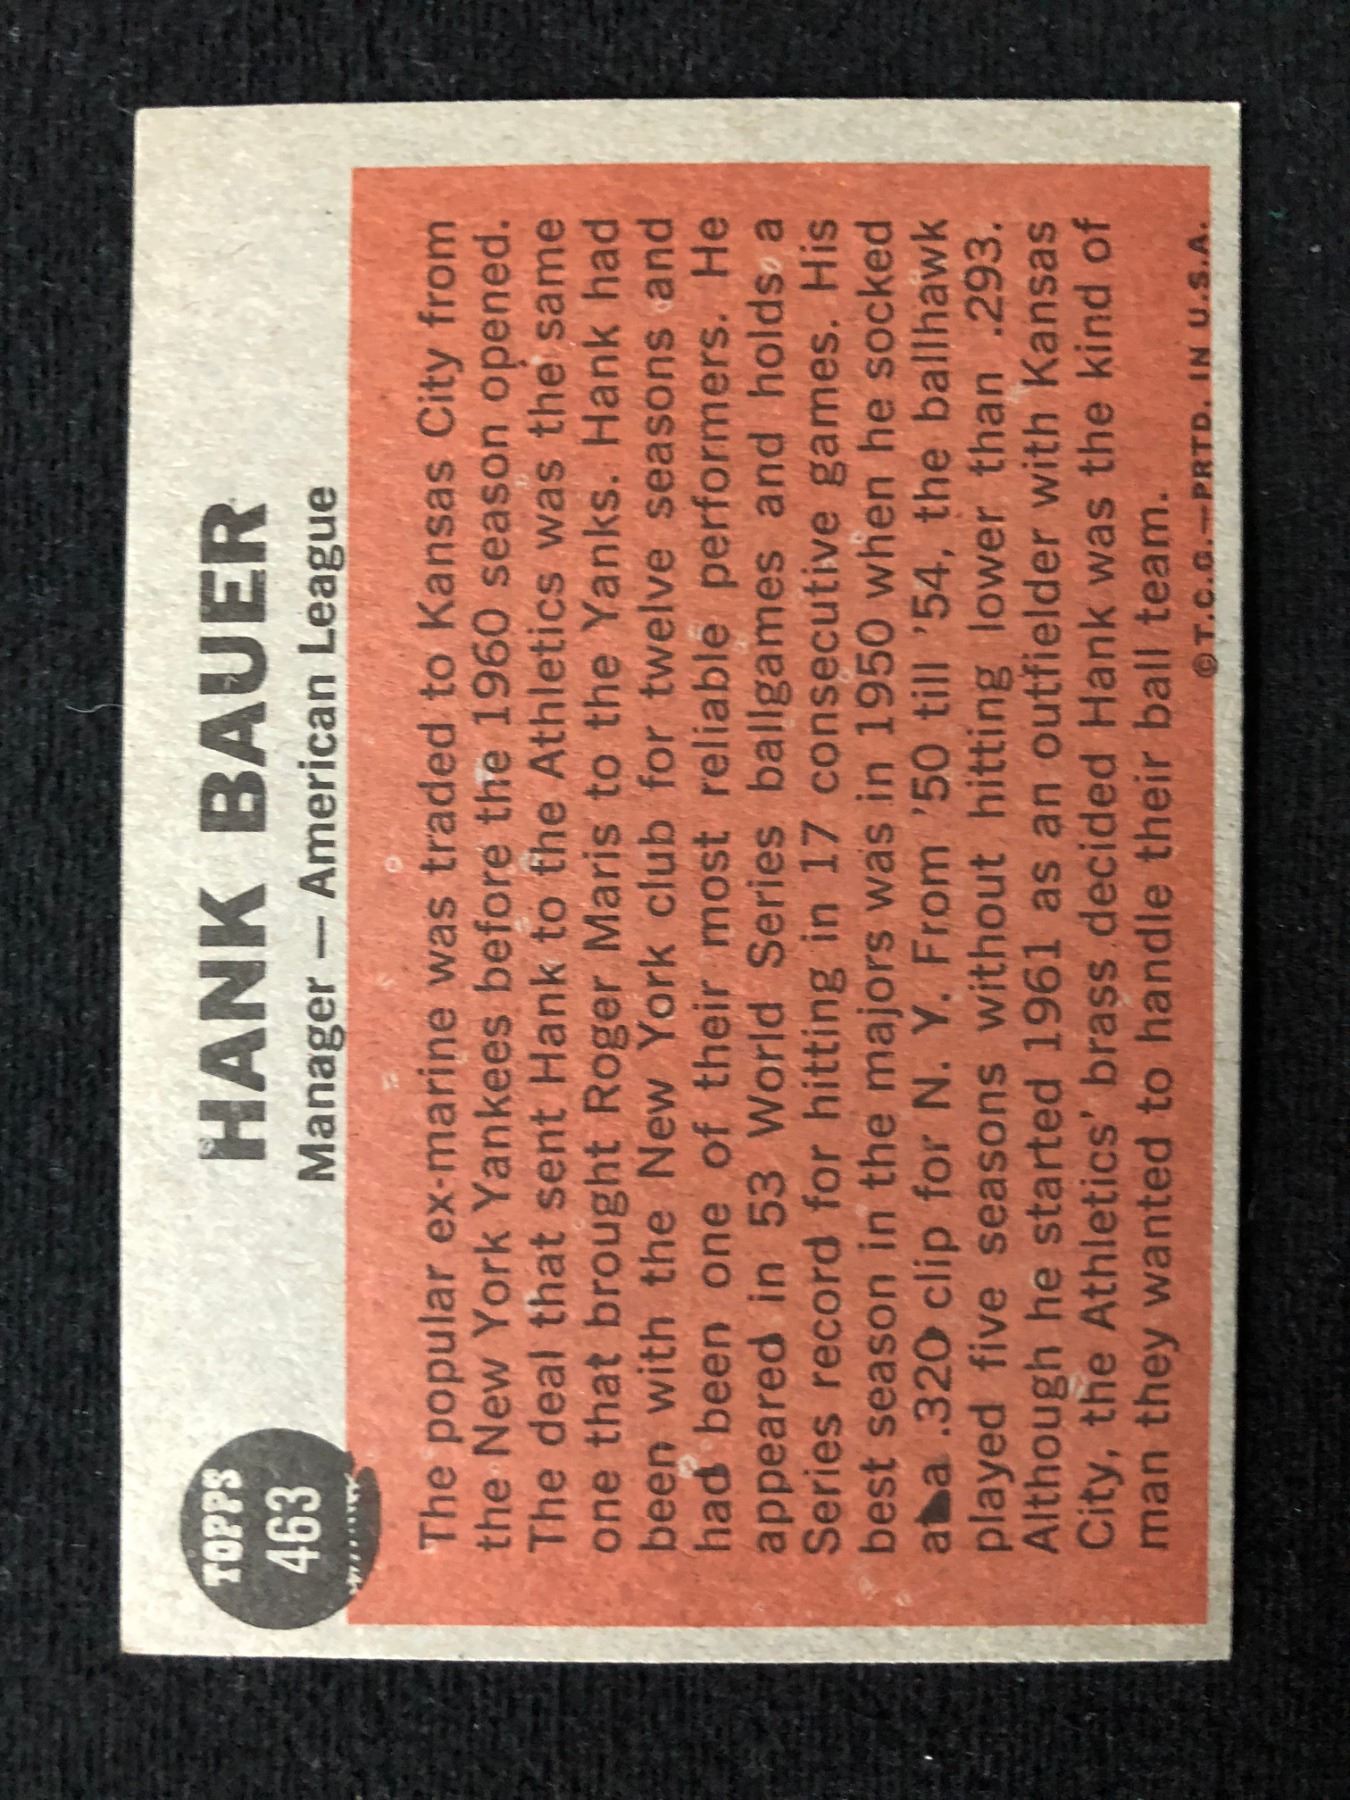 TOPPS
463
HANK BAUER
Manager — American League
The popular ex-marine was traded to Kansas City from
the New York Yankees before the 1960 season opened.
The deal that sent Hank to the Athletics was the same
one that brought Roger Maris to the Yanks. Hank had
been with the New York club for twelve seasons and
had been one of their most reliable performers. He
appeared in 53 World Series ballgames and holds a
Series record for hitting in 17 consecutive games. His
best season in the majors was in 1950 when he socked
at a .320 clip for N. Y. From '50 till '54, the ballhawk
played five seasons without hitting lower than .293.
Although he started 1961 as an outfielder with Kansas
City, the Athletics' brass decided Hank was the kind of
man they wanted to handle their ball team.
© T.C.G.—PRTD. IN U.S.A.